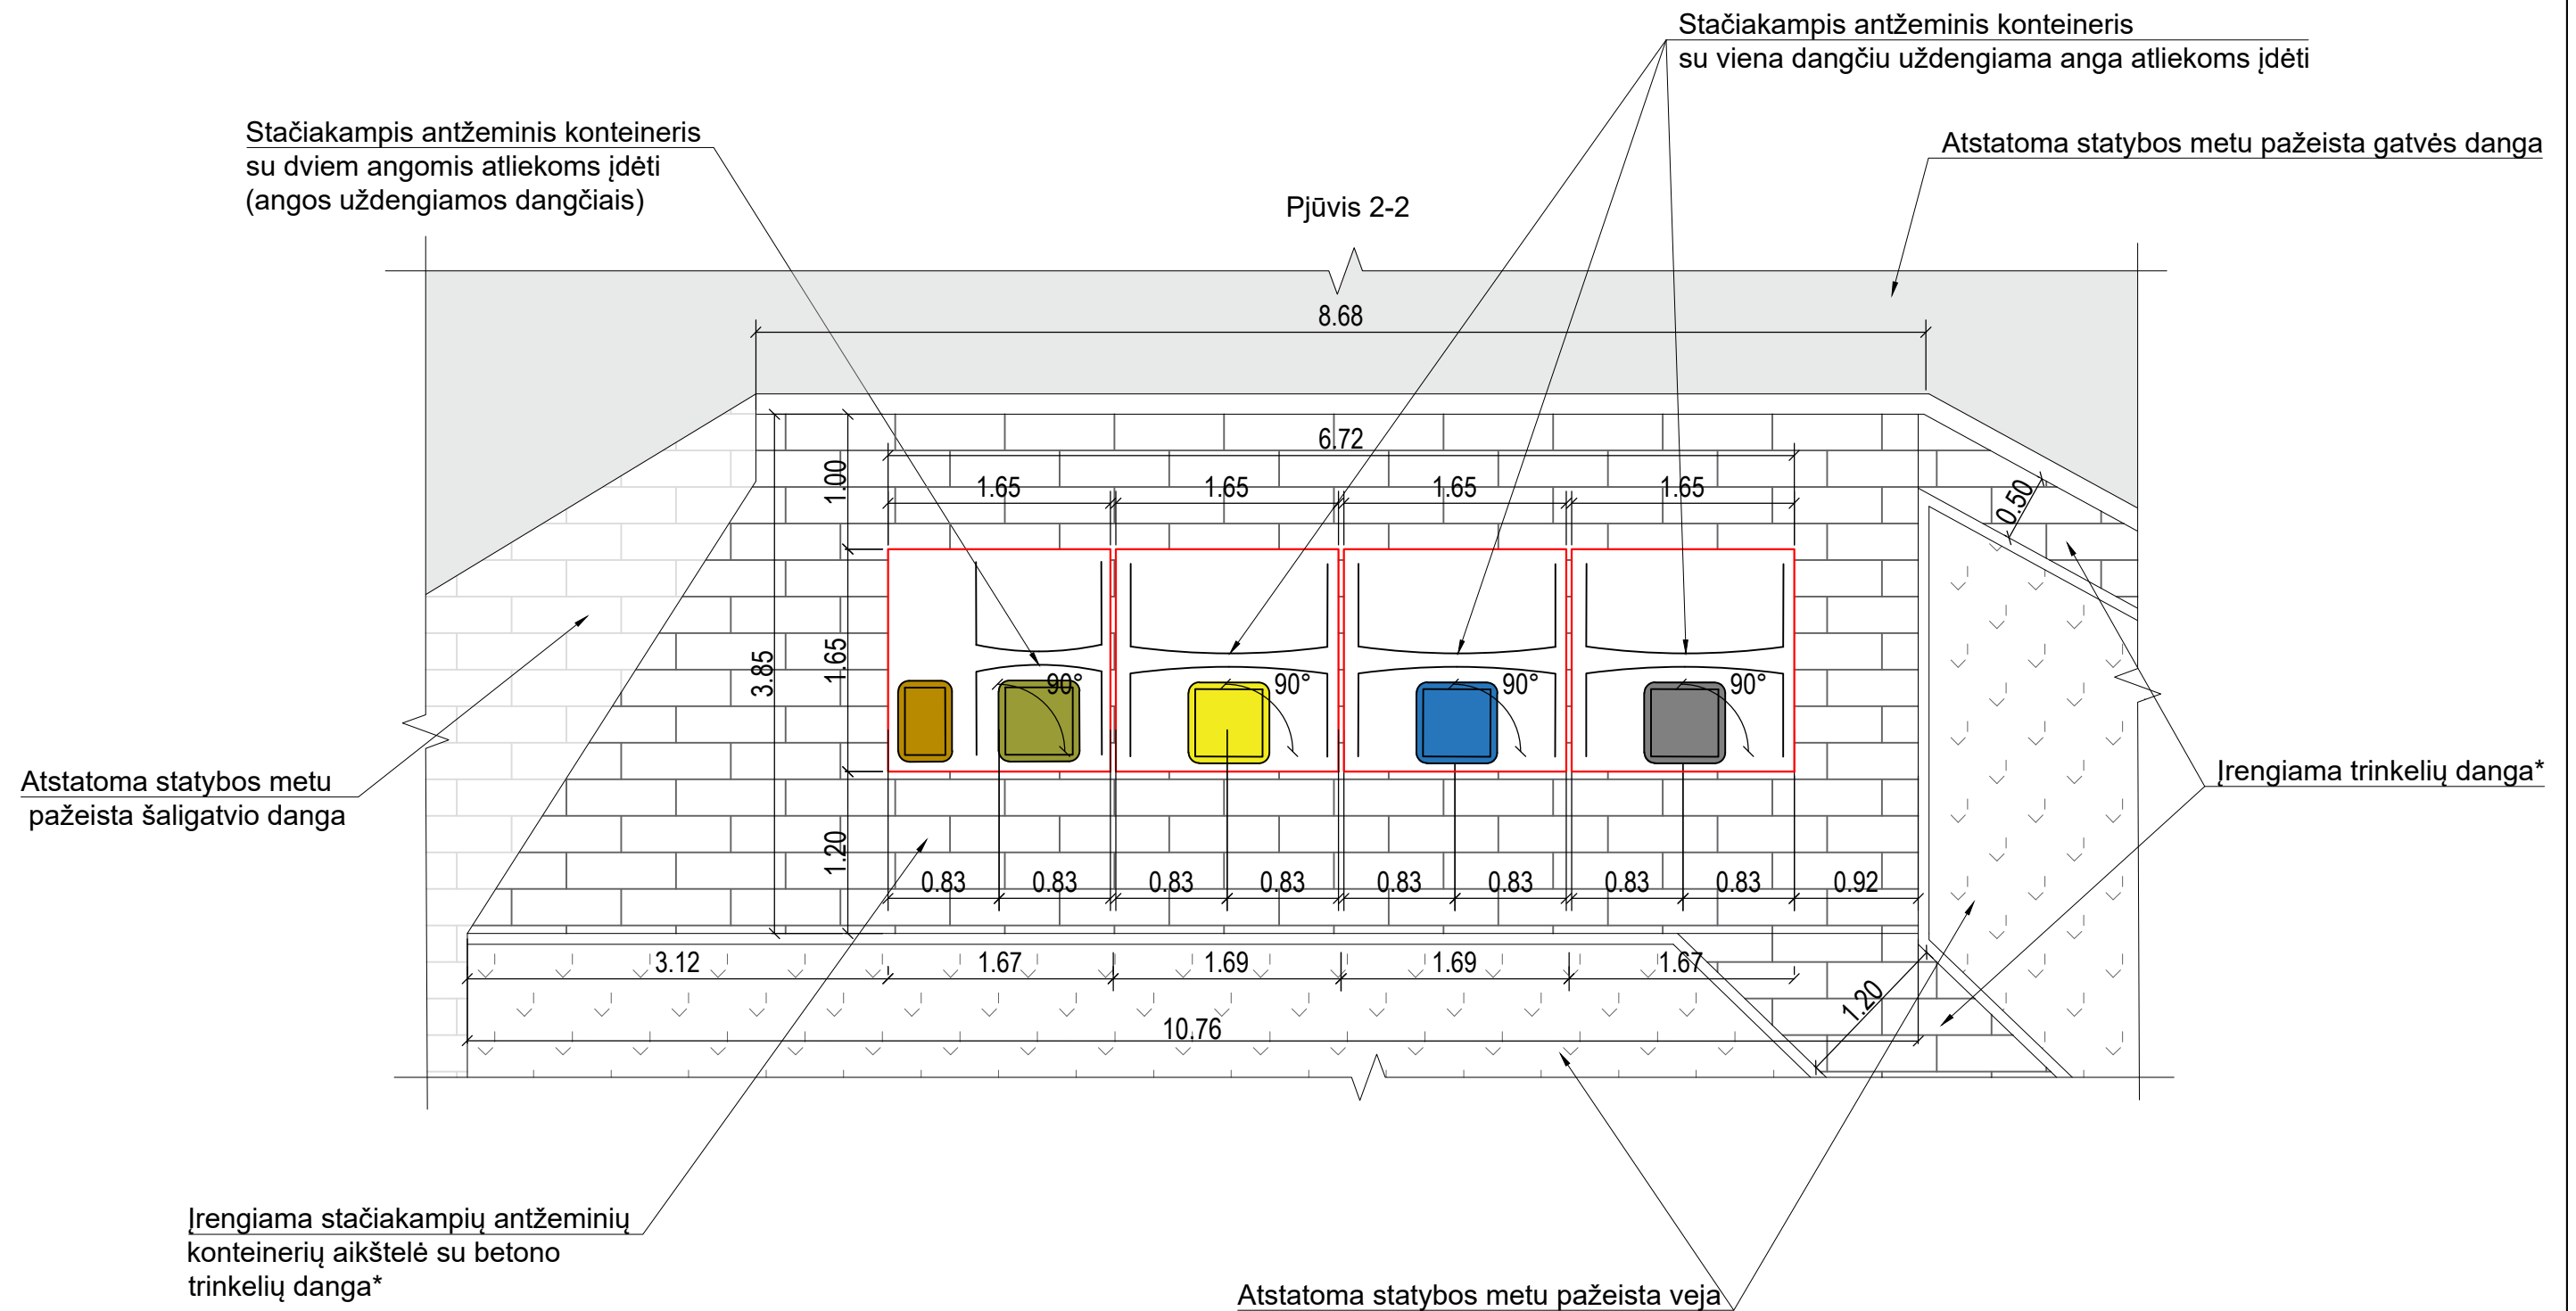 Stačiakampis antžeminis konteineris
su viena dangčiu uždengiama anga atliekoms įdėti
Stačiakampis antžeminis konteineris
su dviem angomis atliekoms įdėti
(angos uždengiamos dangčiais)
Atstatoma statybos metu pažeista gatvės danga
Pjūvis 2-2
8.68
6.72
1.65
1.65
1.65
1.65
1.00
0.50
3.85
1.65
90°
90°
90°
90°
Atstatoma statybos metu
pažeista šaligatvio danga
Įrengiama trinkelių danga*
1.20
0.83
0.83
0.83
0.83
0.83
0.83
0.83
0.83
0.92
3.12
1.67
1.69
1.69
1.67
1.20
10.76
Įrengiama stačiakampių antžeminių
konteinerių aikštelė su betono
trinkelių danga*
Atstatoma statybos metu pažeista veja